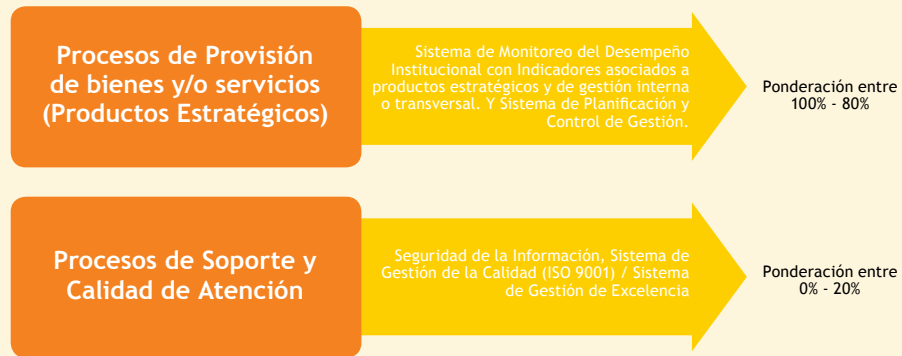 Procesos de Provisión
de bienes y/o servicios
(Productos Estratégicos)
Sistema de Monitoreo del Desempeño
Institucional con Indicadores asociados a
productos estratégicos y de gestión interna
o transversal. Y Sistema de Planificación y
Control de Gestión.
Ponderación entre
100% - 80%
Procesos de Soporte y
Calidad de Atención
Seguridad de la Información, Sistema de
Gestión de la Calidad (ISO 9001) / Sistema
de Gestión de Excelencia
Ponderación entre
0% - 20%